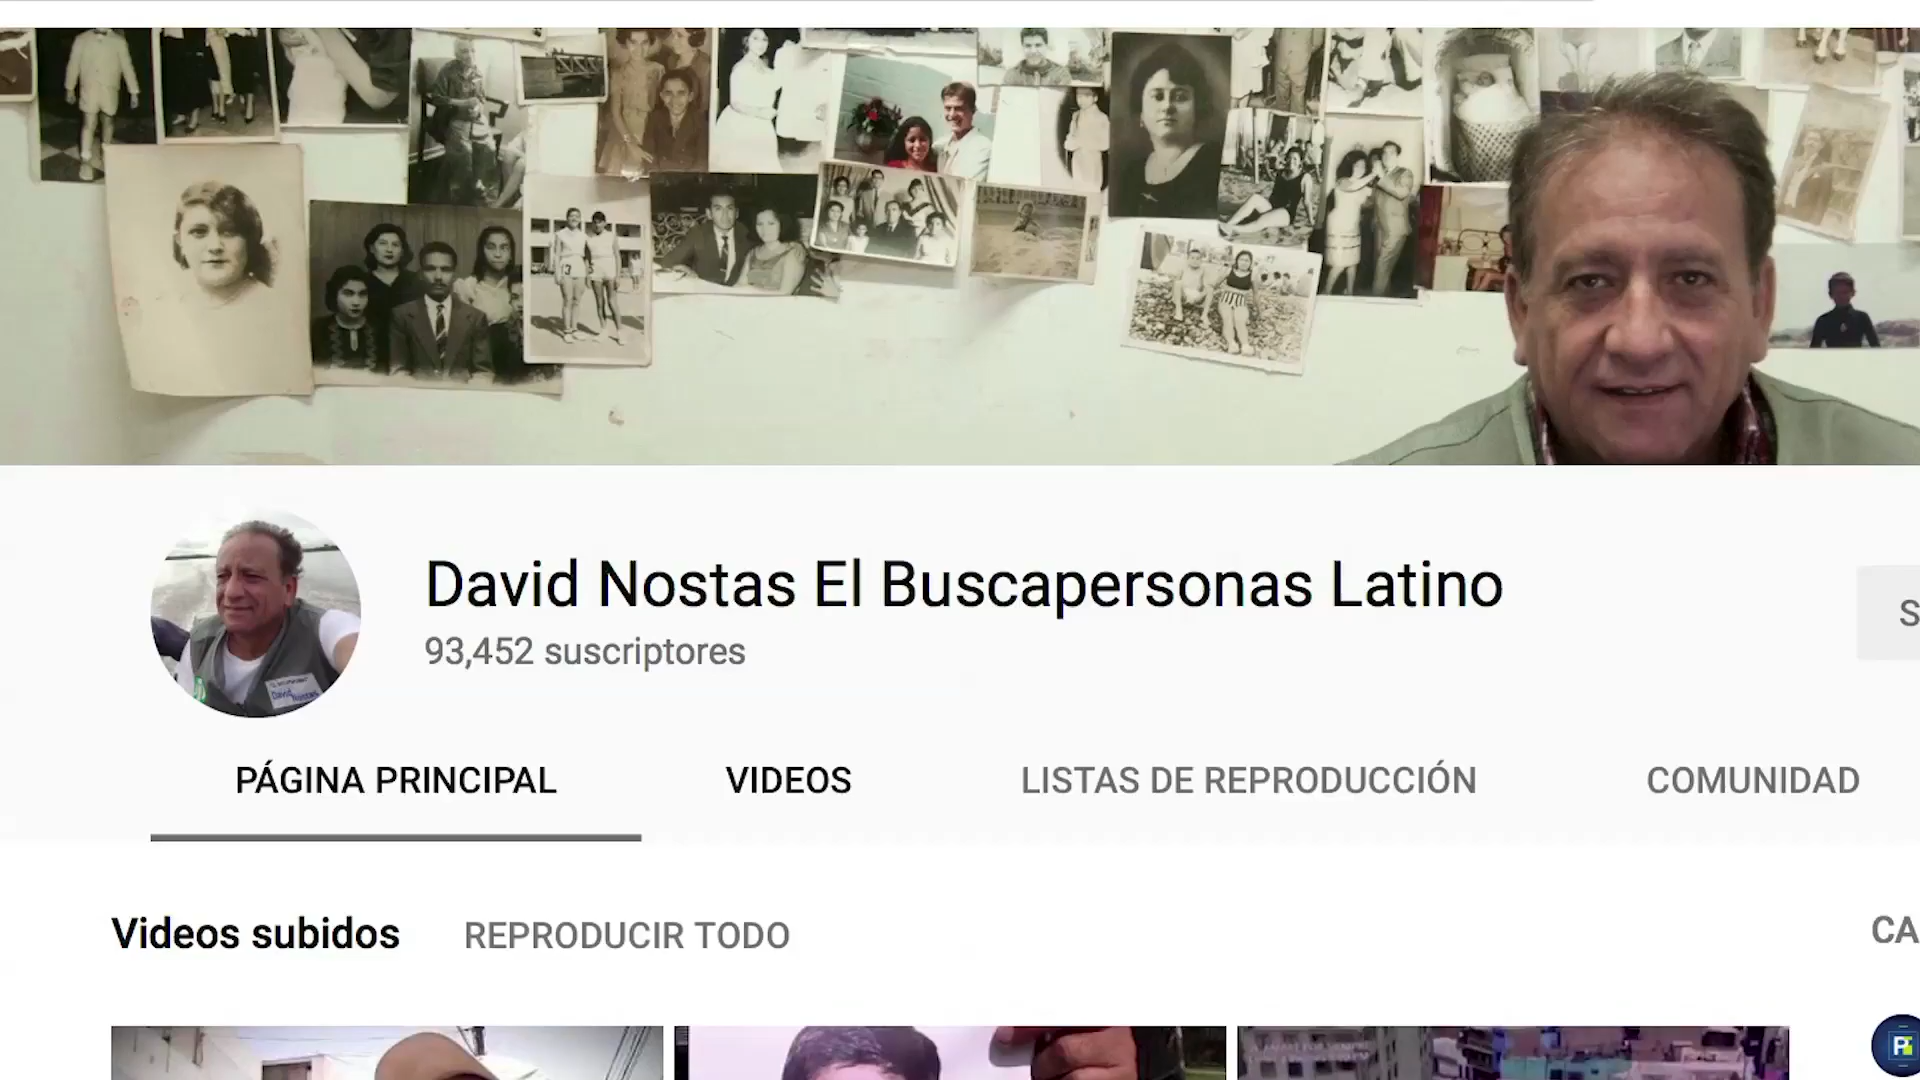 David Nostas El Buscapersonas Latino
93,452 suscriptores
S
PÁGINA PRINCIPAL
VIDEOS
LISTAS DE REPRODUCCIÓN
COMUNIDAD
Videos subidos
REPRODUCIR TODO
CA